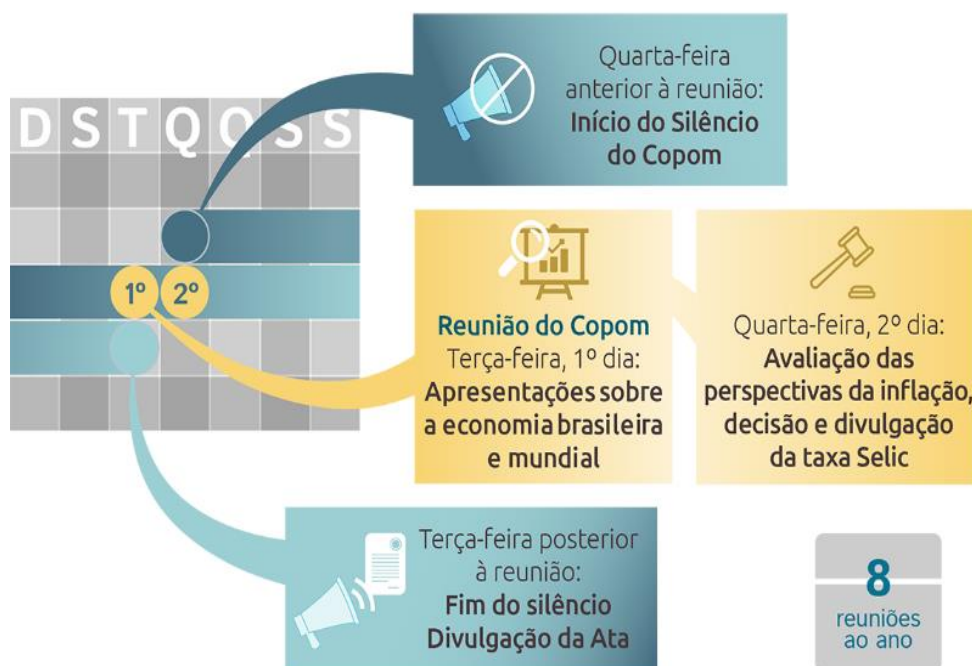 Quarta-feira
anterior à reunião:
Início do Silêncio
do Copom
D S T Q Q S S
1º 2º
Reunião do Copom
Terça-feira, 1º dia:
Apresentações sobre
a economia brasileira
e mundial
Quarta-feira, 2º dia:
Avaliação das
perspectivas da inflação,
decisão e divulgação
da taxa Selic
Terça-feira posterior
à reunião:
Fim do silêncio
Divulgação da Ata
8
reuniões
ao ano